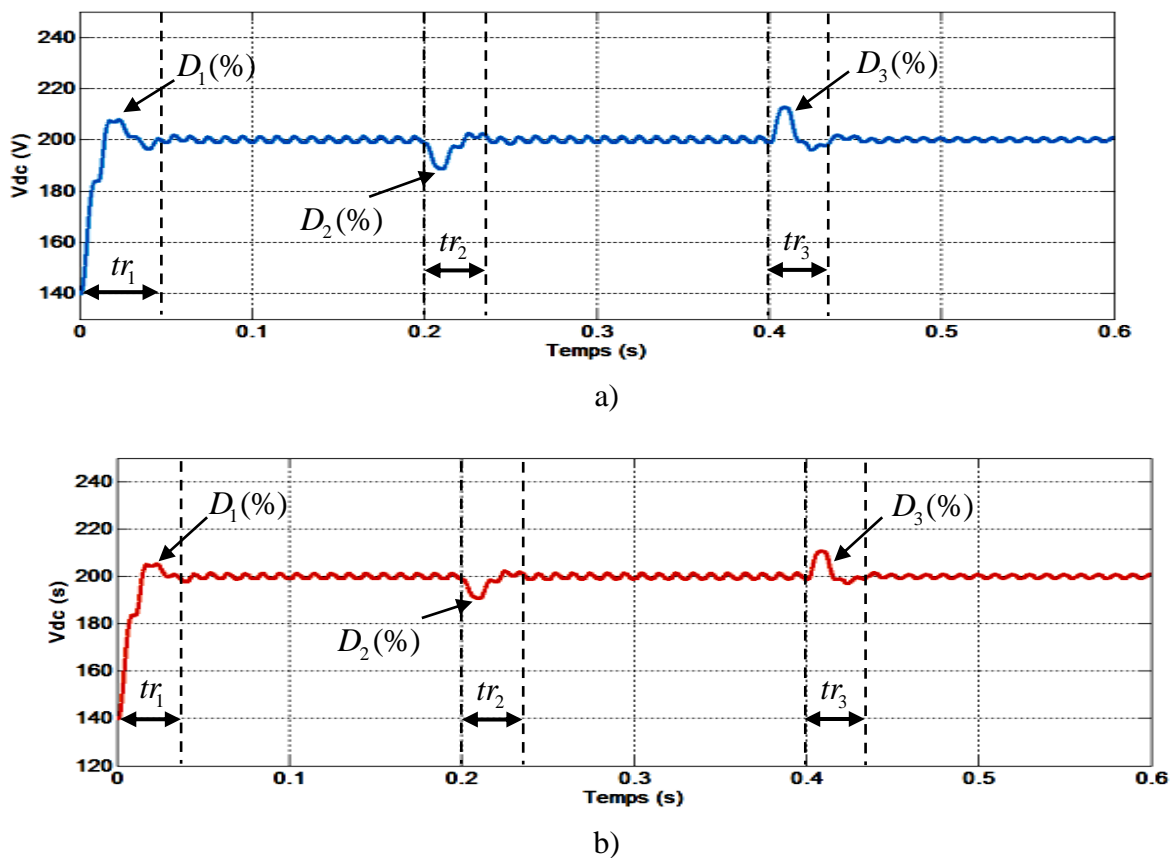 240
220
200
180
160
140
Vdc (V)
D₁(%)
D₂(%)
D₃(%)
tr₁
tr₂
tr₃
0 0.1 0.2 0.3 0.4 0.5 0.6
Temps (s)
a)
240
220
200
180
160
140
120
Vdc (s)
D₁(%)
D₂(%)
D₃(%)
tr₁
tr₂
tr₃
0 0.1 0.2 0.3 0.4 0.5 0.6
Temps (s)
b)